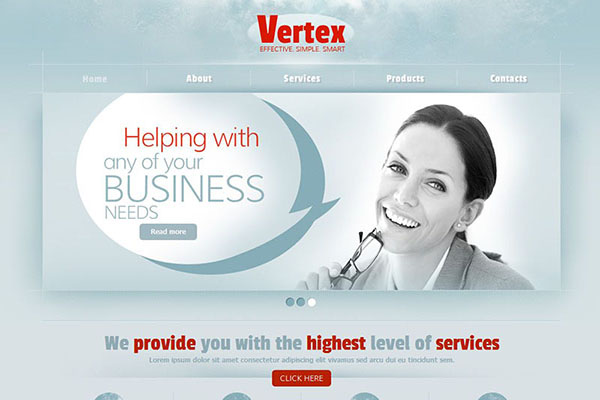 Vertex
EFFECTIVE. SIMPLE. SMART
Home About Services Products Contacts
Helping with
any of your
BUSINESS
NEEDS
Read more
We provide you with the highest level of services
Lorem ipsum dolor sit amet consectetur adipiscing elit vivamus sed arcu dui eu tincidunt sem.
CLICK HERE